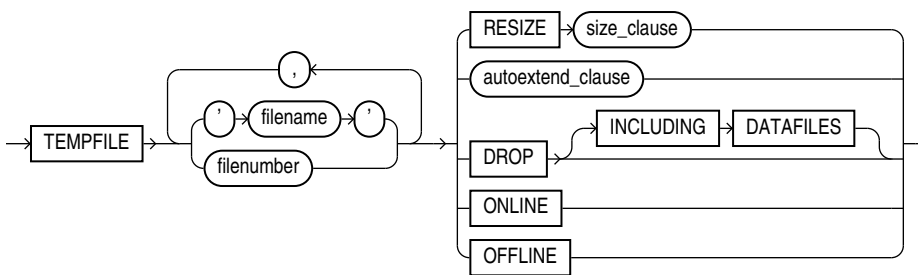 RESIZE size_clause
,
autoextend_clause
' filename '
INCLUDING DATAFILES
TEMPFILE
DROP
filenumber
ONLINE
OFFLINE